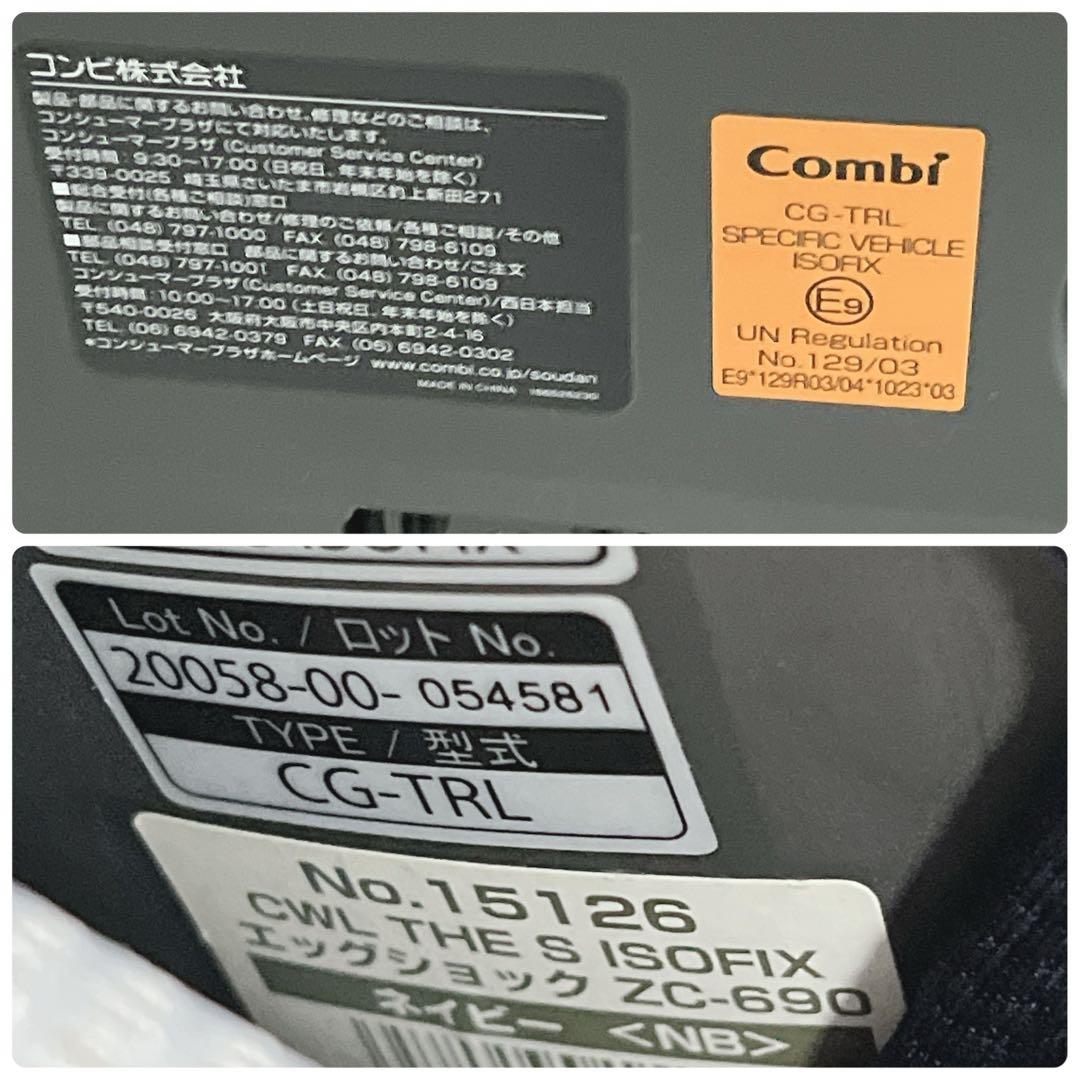 コンビ株式会社
製品・部品に関するお問い合わせ、修理などのご相談は、
コンシューマープラザにて対応いたします。
コンシューマープラザ (Customer Service Center)
受付時間:9:30~17:00 (日祝日、年末年始を除く)
〒339-0025 埼玉県さいたま市岩槻区釣上新田271
■総合受付(各種ご相談)窓口
製品に関するお問い合わせ/修理のご依頼/各種ご相談/その他
TEL (048) 797-1000 FAX (048) 798-6109
■部品相談受付窓口 部品に関するお問い合わせ/ご注文
TEL (048) 797-1001 FAX (048) 798-6109
コンシューマープラザ(Customer Service Center)/西日本担当
受付時間:10:00~17:00 (土日祝日、年末年始を除く)
〒540-0026 大阪府大阪市中央区内本町2-4-16
TEL (06) 6942-0379 FAX (06) 6942-0302
*コンシューマープラザホームページ www.combi.co.jp/soudan
MADE IN CHINA
Combi
CG-TRL
SPECIFIC VEHICLE
ISOFIX
E9
UN Regulation
No.129/03
E9*129R03/04*1023*03
ISOFIX
Lot No. / ロット No.
20058-00-054581
TYPE / 型式
CG-TRL
No.15126
CWL THE S ISOFIX
エッグショック ZC-690
ネイビー <NB>